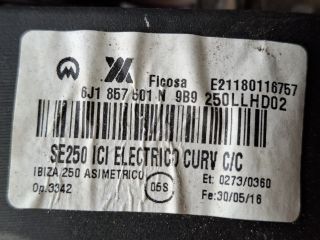 Ficosa E21180116757
6J1 857 501 N 9B9 250LLHD02
SE250 ICI ELECTRICO CURV C/C
IBIZA 250 ASIMETRICO Et: 0273/0360
Op.3342 05S Fe:30/05/16